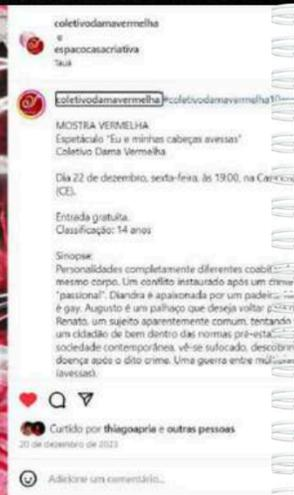 coletivodamavermelha
e
espacocasacriativa
Tauá
coletivodamavermelha #coletivodamavermelha10
MOSTRA VERMELHA
Espetáculo "Eu e minhas cabeças avessas"
Coletivo Dama Vermelha
Dia 22 de dezembro, sexta-feira, às 19:00, na
(CE).
Entrada gratuita.
Classificação: 14 anos
Sinopse:
Personalidades completamente diferentes
mesmo corpo. Um conflito instaurado após um crime
"passional". Diandra é apaixonada por um padeiro
é gay. Augusto é um palhaço que deseja voltar
Renato, um sujeito aparentemente comum, tentando
um cidadão de bem dentro das normas
sociedade contemporânea, vê-se sufocado,
doença após o dito crime. Uma guerra entre
(avessas).
Curtido por thiagoapria e outras pessoas
20 de dezembro de 2023
Adicione um comentário...